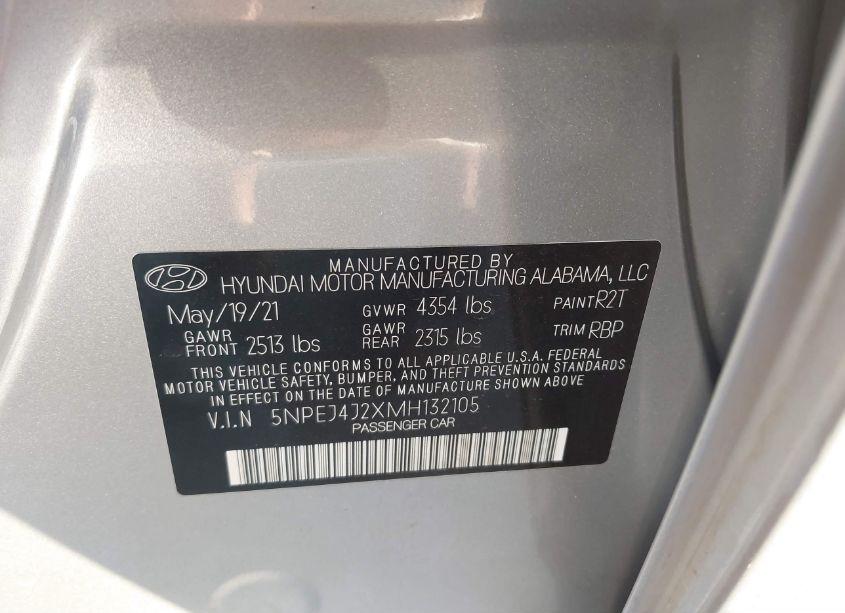 MANUFACTURED BY
HYUNDAI MOTOR MANUFACTURING ALABAMA, LLC
May/19/21 GVWR 4354 lbs PAINT R2T
GAWR FRONT 2513 lbs GAWR REAR 2315 lbs TRIM RBP
THIS VEHICLE CONFORMS TO ALL APPLICABLE U.S.A. FEDERAL
MOTOR VEHICLE SAFETY, BUMPER, AND THEFT PREVENTION STANDARDS
IN EFFECT ON THE DATE OF MANUFACTURE SHOWN ABOVE
V.I.N 5NPEJ4J2XMH132105
PASSENGER CAR